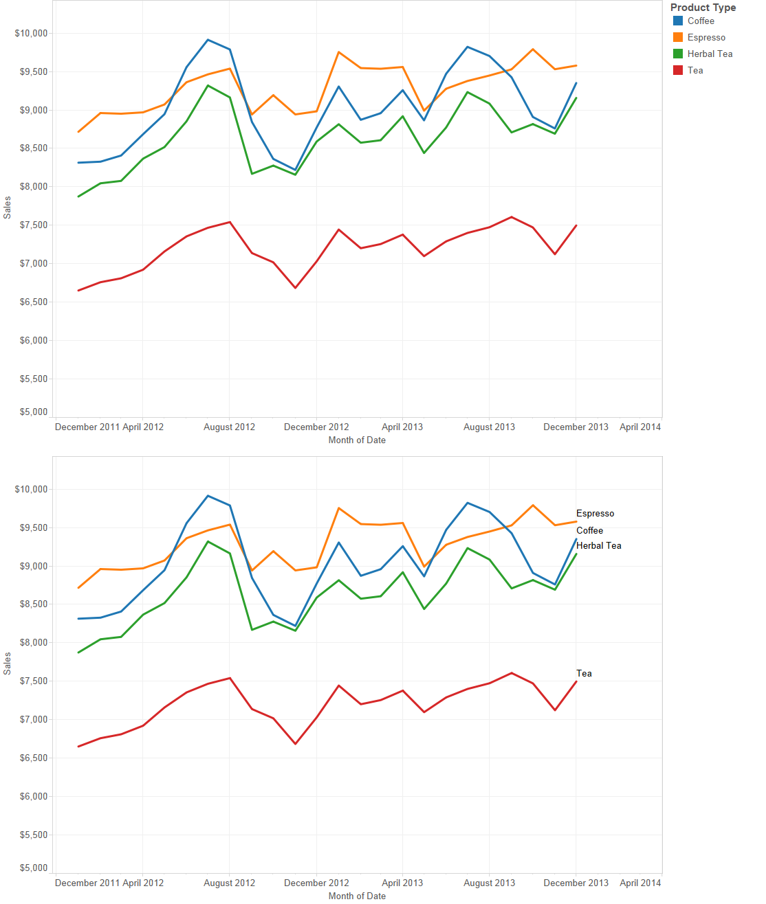 Product Type
Coffee
Espresso
Herbal Tea
Tea
$10,000
$9,500
$9,000
$8,500
$8,000
$7,500
$7,000
$6,500
$6,000
$5,500
$5,000
Sales
December 2011 April 2012 August 2012 December 2012 April 2013 August 2013 December 2013 April 2014
Month of Date
$10,000
$9,500
$9,000
$8,500
$8,000
$7,500
$7,000
$6,500
$6,000
$5,500
$5,000
Sales
Espresso
Coffee
Herbal Tea
Tea
December 2011 April 2012 August 2012 December 2012 April 2013 August 2013 December 2013 April 2014
Month of Date